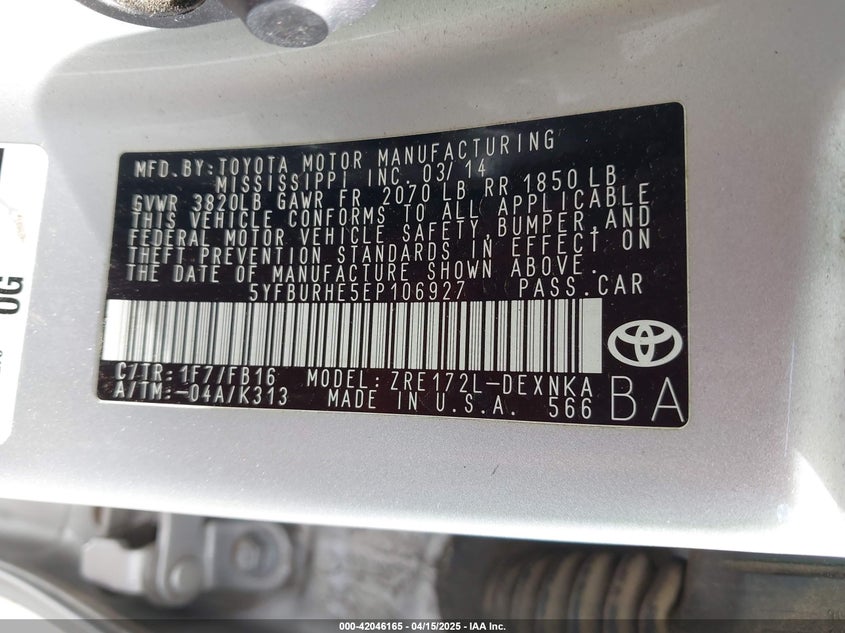 MFD.BY:TOYOTA MOTOR MANUFACTURING
MISSISSIPPI INC 03/14
GVWR 3820LB GAWR FR 2070 LB RR 1850LB
THIS VEHICLE CONFORMS TO ALL APPLICABLE
FEDERAL MOTOR VEHICLE SAFETY,BUMPER,AND
THEFT PREVENTION STANDARDS IN EFFECT ON
THE DATE OF MANUFACTURE SHOWN ABOVE.
5YFBURHE5EP106927 PASS.CAR
C/TR:1F7/FB16 MODEL:ZRE172L-DEXNKA
A/TM:-04A/K313 MADE IN U.S.A. 566
BA
OG
000-42046165 - 04/15/2025 - IAA Inc.